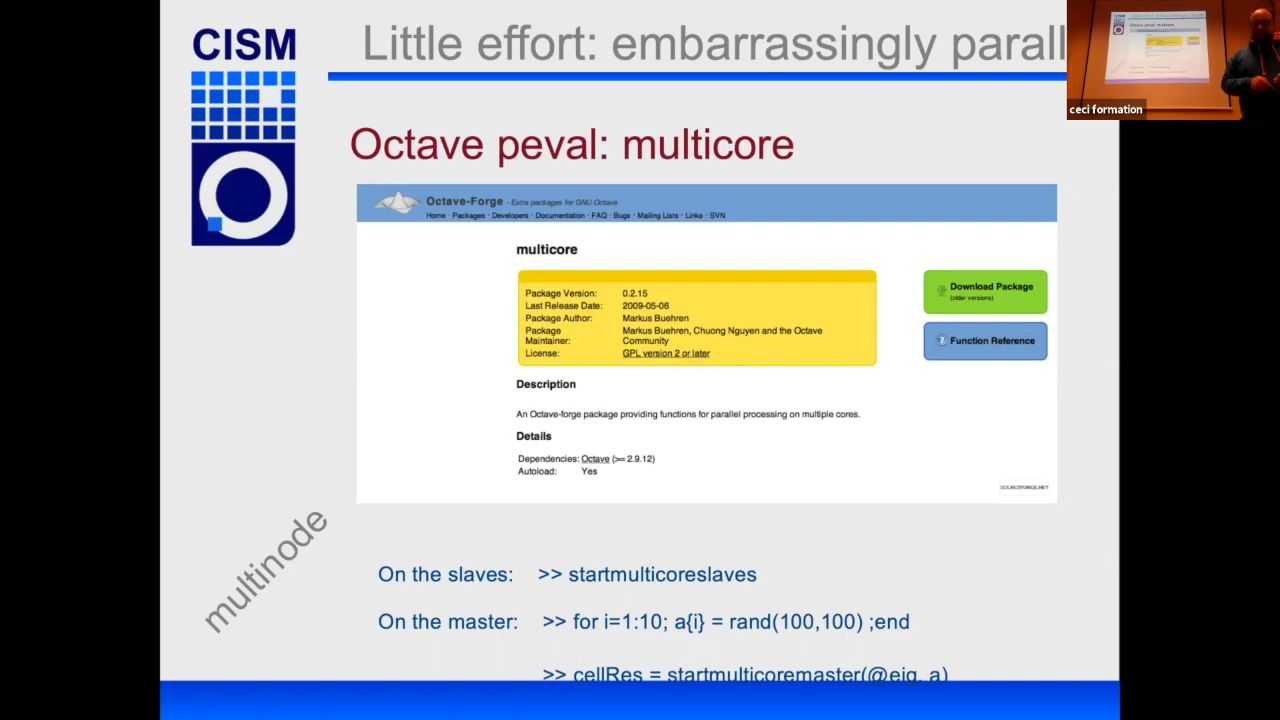 CISM
Little effort: embarrassingly parall
ceci formation
Octave peval: multicore
Octave-Forge - Extra packages for GNU Octave
Home · Packages · Developers · Documentation · FAQ · Bugs · Mailing Lists · Links · SVN
multicore
Package Version: 0.2.15
Last Release Date: 2009-05-06
Package Author: Markus Buehren
Package Maintainer: Markus Buehren, Chuong Nguyen and the Octave Community
License: GPL version 2 or later
Download Package
(older versions)
Function Reference
Description
An Octave-forge package providing functions for parallel processing on multiple cores.
Details
Dependencies: Octave (>= 2.9.12)
Autoload: Yes
SOURCEFORGE.NET
multinode
On the slaves: >> startmulticoreslaves
On the master: >> for i=1:10; a{i} = rand(100,100) ;end
>> cellRes = startmulticoremaster(@eig, a)